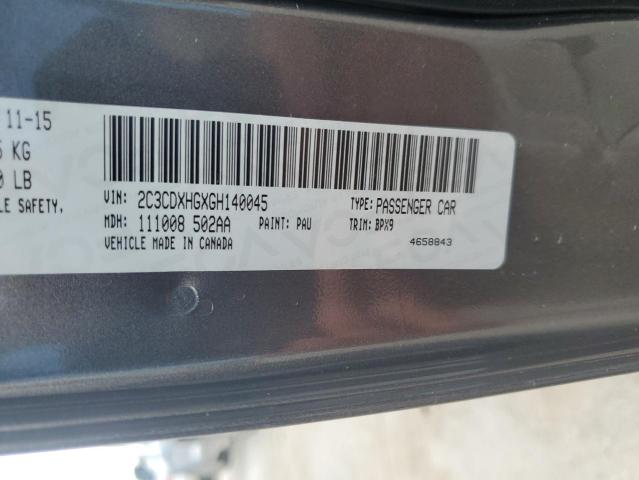 11-15
KG
LB
SAFETY,
VIN: 2C3CDXHGXGH140045 TYPE: PASSENGER CAR
MDH: 111008 502AA PAINT: PAU TRIM: BPX9
VEHICLE MADE IN CANADA 4658843